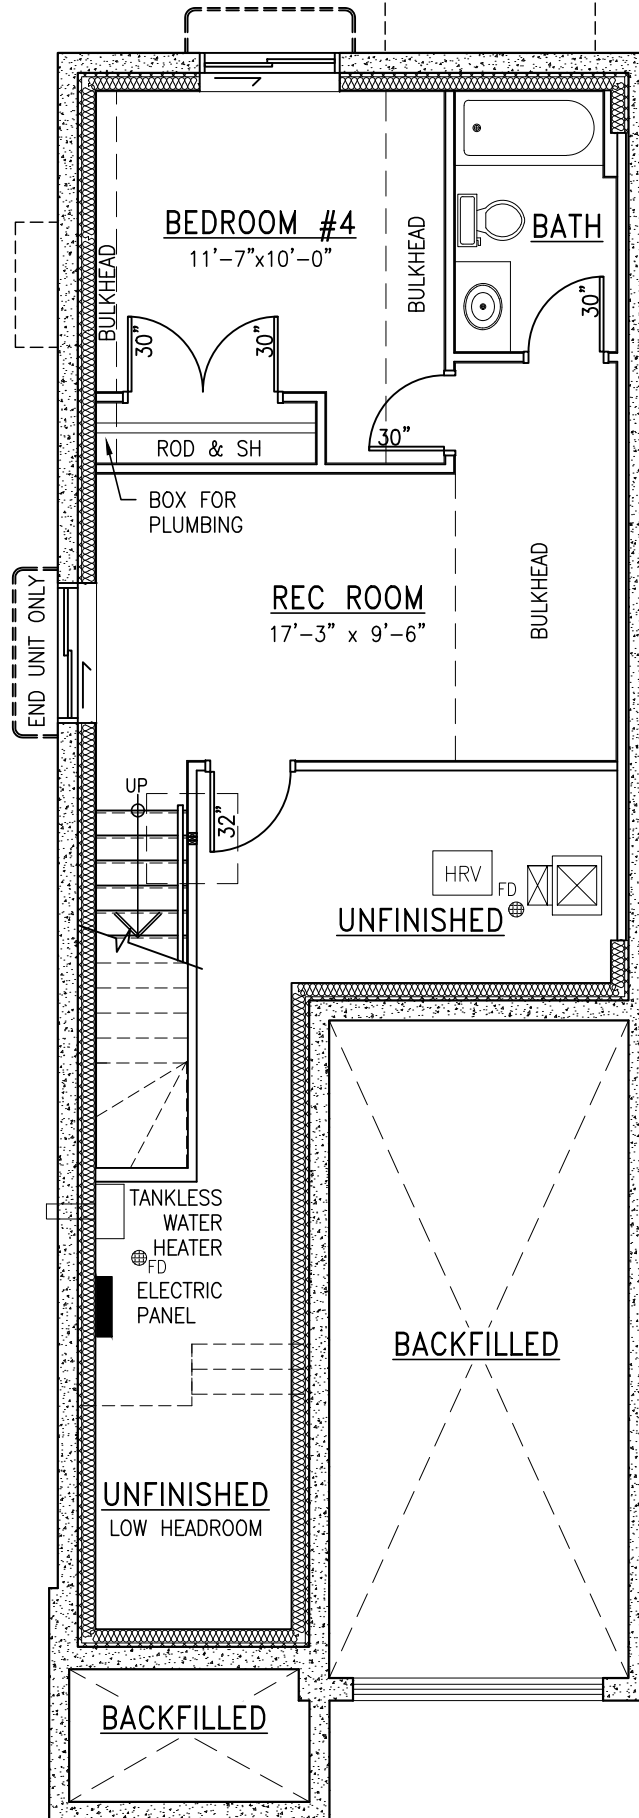 BEDROOM #4
11'-7"x10'-0"
BULKHEAD
BULKHEAD
BATH
30"
30"
30"
30"
ROD & SH
BOX FOR
PLUMBING
END UNIT ONLY
REC ROOM
17'-3" x 9'-6"
BULKHEAD
UP
32"
HRV
FD
UNFINISHED
TANKLESS
WATER
HEATER
FD
ELECTRIC
PANEL
BACKFILLED
UNFINISHED
LOW HEADROOM
BACKFILLED